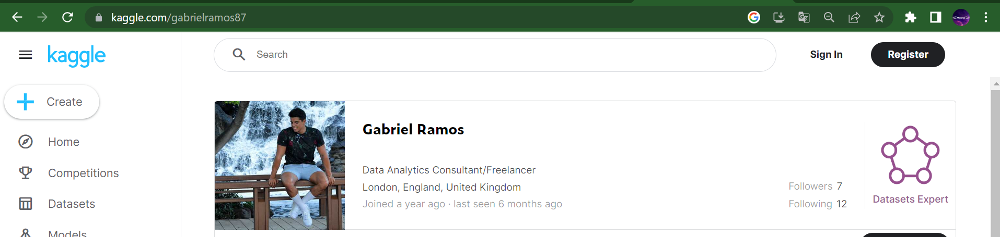 kaggle.com/gabrielramos87
kaggle
Search
Sign In
Register
Create
Home
Competitions
Datasets
Models
Gabriel Ramos
Data Analytics Consultant/Freelancer
London, England, United Kingdom
Joined a year ago · last seen 6 months ago
Followers 7
Following 12
Datasets Expert